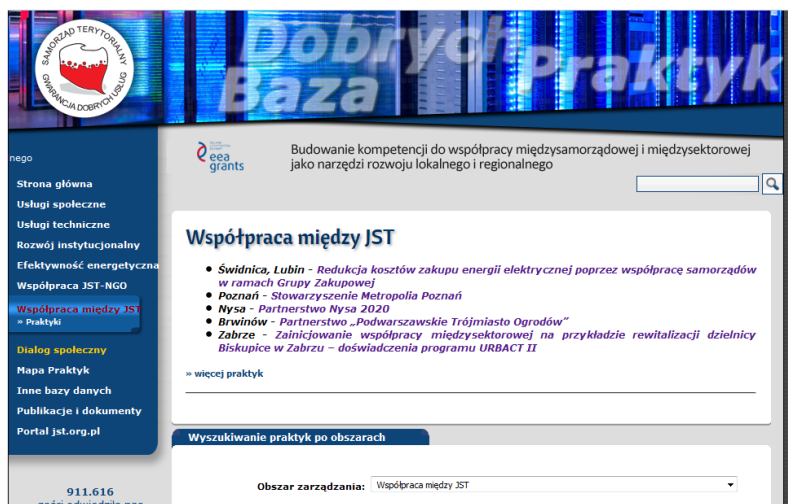 SAMORZĄD TERYTORIALNY
GWARANCJA DOBRYCH USŁUG
Dobrych
Baza Praktyk
eea
grants
Budowanie kompetencji do współpracy międzysamorządowej i międzysektorowej
jako narzędzi rozwoju lokalnego i regionalnego
nego
Strona główna
Usługi społeczne
Usługi techniczne
Rozwój instytucjonalny
Efektywność energetyczna
Współpraca JST-NGO
Współpraca między JST
» Praktyki
Dialog społeczny
Mapa Praktyk
Inne bazy danych
Publikacje i dokumenty
Portal jst.org.pl
911.616
gości odwiedziło nas
Współpraca między JST
• Świdnica, Lubin - Redukcja kosztów zakupu energii elektrycznej poprzez współpracę samorządów
w ramach Grupy Zakupowej
• Poznań - Stowarzyszenie Metropolia Poznań
• Nysa - Partnerstwo Nysa 2020
• Brwinów - Partnerstwo „Podwarszawskie Trójmiasto Ogrodów”
• Zabrze - Zainicjowanie współpracy międzysektorowej na przykładzie rewitalizacji dzielnicy
Biskupice w Zabrzu – doświadczenia programu URBACT II
» więcej praktyk
Wyszukiwanie praktyk po obszarach
Obszar zarządzania: Współpraca między JST